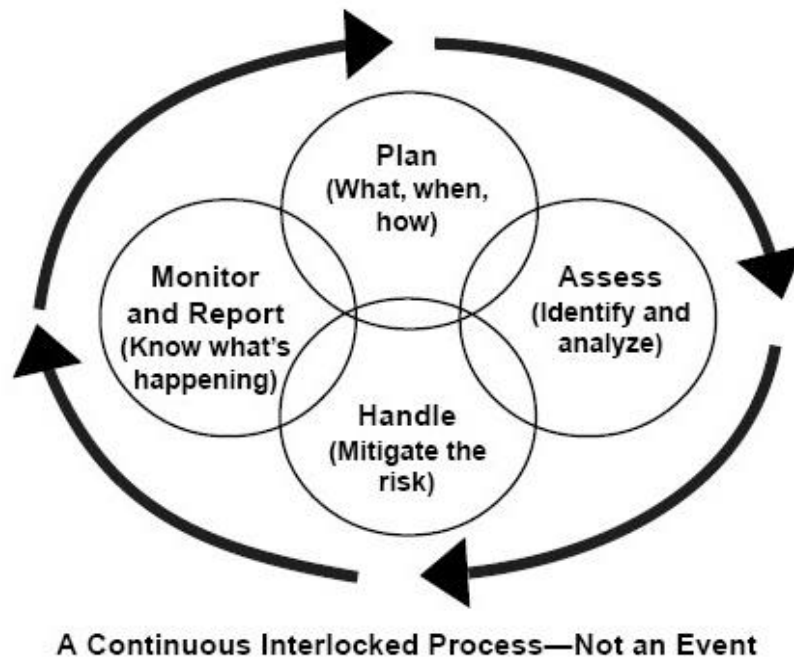 Plan
(What, when,
how)
Monitor
and Report
(Know what's
happening)
Assess
(Identify and
analyze)
Handle
(Mitigate the
risk)
A Continuous Interlocked Process—Not an Event